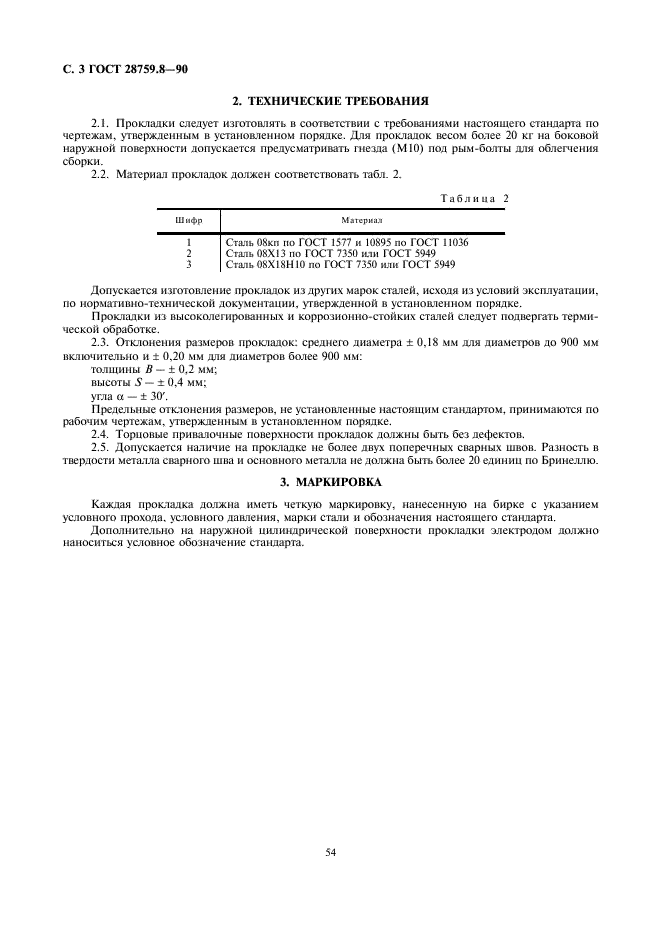 С. 3 ГОСТ 28759.8—90
2. ТЕХНИЧЕСКИЕ ТРЕБОВАНИЯ
2.1. Прокладки следует изготовлять в соответствии с требованиями настоящего стандарта по
чертежам, утвержденным в установленном порядке. Для прокладок весом более 20 кг на боковой
наружной поверхности допускается предусматривать гнезда (М10) под рым-болты для облегчения
сборки.
2.2. Материал прокладок должен соответствовать табл. 2.
Таблица 2
Шифр Материал
1 Сталь 08кп по ГОСТ 1577 и 10895 по ГОСТ 11036
2 Сталь 08Х13 по ГОСТ 7350 или ГОСТ 5949
3 Сталь 08Х18Н10 по ГОСТ 7350 или ГОСТ 5949
Допускается изготовление прокладок из других марок сталей, исходя из условий эксплуатации,
по нормативно-технической документации, утвержденной в установленном порядке.
Прокладки из высоколегированных и коррозионно-стойких сталей следует подвергать терми-
ческой обработке.
2.3. Отклонения размеров прокладок: среднего диаметра ± 0,18 мм для диаметров до 900 мм
включительно и ± 0,20 мм для диаметров более 900 мм:
толщины B — ± 0,2 мм;
высоты S — ± 0,4 мм;
угла α — ± 30′.
Предельные отклонения размеров, не установленные настоящим стандартом, принимаются по
рабочим чертежам, утвержденным в установленном порядке.
2.4. Торцовые привалочные поверхности прокладок должны быть без дефектов.
2.5. Допускается наличие на прокладке не более двух поперечных сварных швов. Разность в
твердости металла сварного шва и основного металла не должна быть более 20 единиц по Бринеллю.
3. МАРКИРОВКА
Каждая прокладка должна иметь четкую маркировку, нанесенную на бирке с указанием
условного прохода, условного давления, марки стали и обозначения настоящего стандарта.
Дополнительно на наружной цилиндрической поверхности прокладки электродом должно
наноситься условное обозначение стандарта.
54